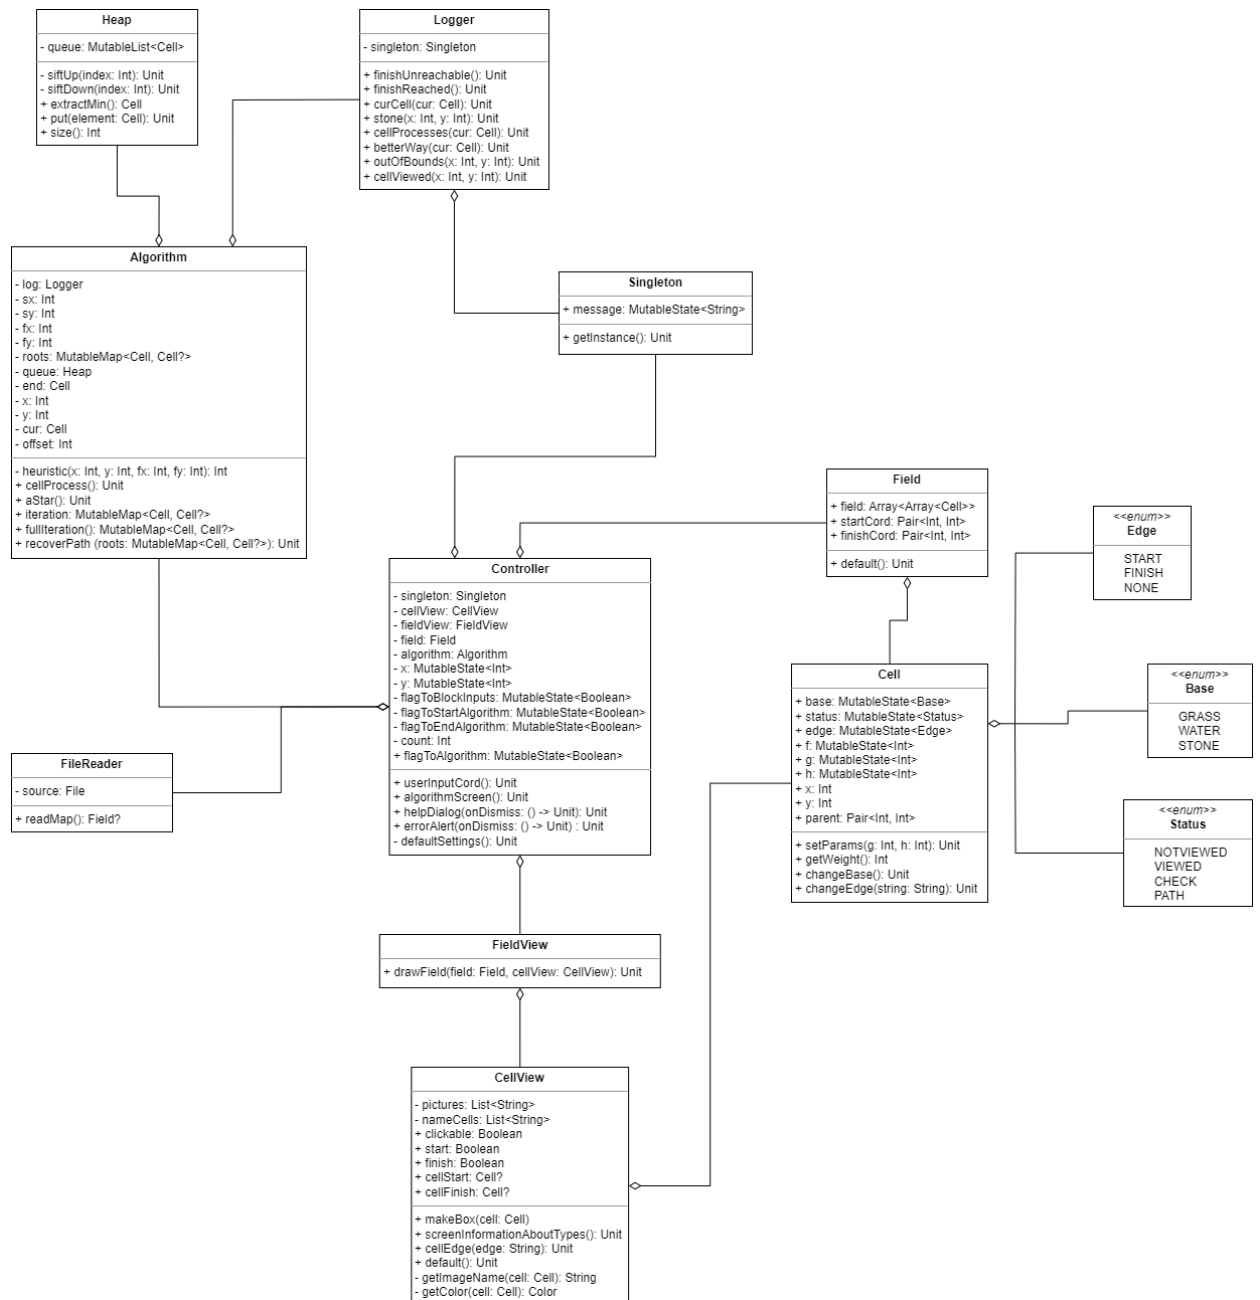 Heap
- queue: MutableList<Cell>
- siftUp(index: Int): Unit
- siftDown(index: Int): Unit
+ extractMin(): Cell
+ put(element: Cell): Unit
+ size(): Int
Logger
- singleton: Singleton
+ finishUnreachable(): Unit
+ finishReached(): Unit
+ curCell(cur: Cell): Unit
+ stone(x: Int, y: Int): Unit
+ cellProcesses(cur: Cell): Unit
+ betterWay(cur: Cell): Unit
+ outOfBounds(x: Int, y: Int): Unit
+ cellViewed(x: Int, y: Int): Unit
Algorithm
- log: Logger
- sx: Int
- sy: Int
- fx: Int
- fy: Int
- roots: MutableMap<Cell, Cell?>
- queue: Heap
- end: Cell
- x: Int
- y: Int
- cur: Cell
- offset: Int
- heuristic(x: Int, y: Int, fx: Int, fy: Int): Int
+ cellProcess(): Unit
+ aStar(): Unit
+ iteration: MutableMap<Cell, Cell?>
+ fullIteration(): MutableMap<Cell, Cell?>
+ recoverPath (roots: MutableMap<Cell, Cell?>): Unit
Singleton
+ message: MutableState<String>
+ getInstance(): Unit
Field
+ field: Array<Array<Cell>>
+ startCord: Pair<Int, Int>
+ finishCord: Pair<Int, Int>
+ default(): Unit
<<enum>>
Edge
START
FINISH
NONE
Controller
- singleton: Singleton
- cellView: CellView
- fieldView: FieldView
- field: Field
- algorithm: Algorithm
- x: MutableState<Int>
- y: MutableState<Int>
- flagToBlockInputs: MutableState<Boolean>
- flagToStartAlgorithm: MutableState<Boolean>
- flagToEndAlgorithm: MutableState<Boolean>
- count: Int
+ flagToAlgorithm: MutableState<Boolean>
+ userInputCord(): Unit
+ algorithmScreen(): Unit
+ helpDialog(onDismiss: () -> Unit): Unit
+ errorAlert(onDismiss: () -> Unit) : Unit
- defaultSettings(): Unit
Cell
+ base: MutableState<Base>
+ status: MutableState<Status>
+ edge: MutableState<Edge>
+ f: MutableState<Int>
+ g: MutableState<Int>
+ h: MutableState<Int>
+ x: Int
+ y: Int
+ parent: Pair<Int, Int>
+ setParams(g: Int, h: Int): Unit
+ getWeight(): Int
+ changeBase(): Unit
+ changeEdge(string: String): Unit
<<enum>>
Base
GRASS
WATER
STONE
<<enum>>
Status
NOTVIEWED
VIEWED
CHECK
PATH
FileReader
- source: File
+ readMap(): Field?
FieldView
+ drawField(field: Field, cellView: CellView): Unit
CellView
- pictures: List<String>
- nameCells: List<String>
+ clickable: Boolean
+ start: Boolean
+ finish: Boolean
+ cellStart: Cell?
+ cellFinish: Cell?
+ makeBox(cell: Cell)
+ screenInformationAboutTypes(): Unit
+ cellEdge(edge: String): Unit
+ default(): Unit
- getImageName(cell: Cell): String
- getColor(cell: Cell): Color